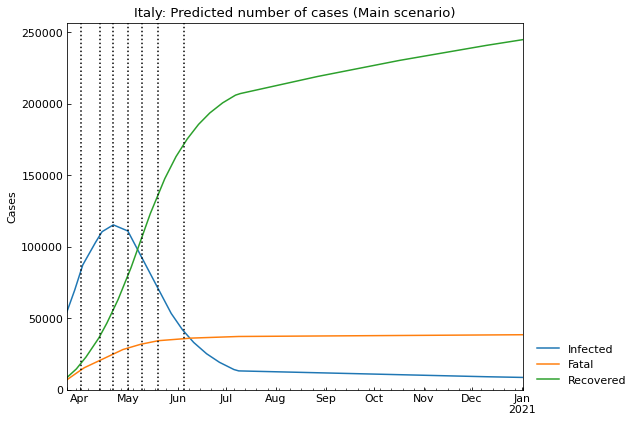 Italy: Predicted number of cases (Main scenario)
250000
200000
150000
100000
50000
0
Cases
Apr May Jun Jul Aug Sep Oct Nov Dec Jan
2021
Infected
Fatal
Recovered